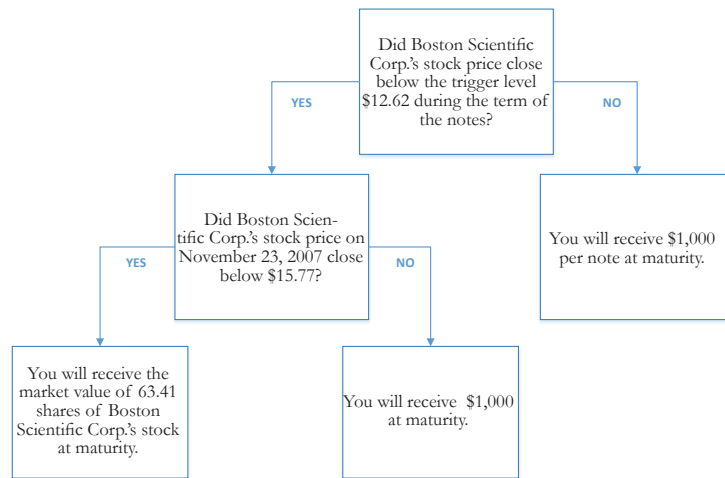 Did Boston Scientific
Corp.'s stock price close
below the trigger level
$12.62 during the term of
the notes?
YES
NO
Did Boston Scien-
tific Corp.'s stock price on
November 23, 2007 close
below $15.77?
You will receive $1,000
per note at maturity.
YES
NO
You will receive the
market value of 63.41
shares of Boston
Scientific Corp.'s stock
at maturity.
You will receive $1,000
at maturity.